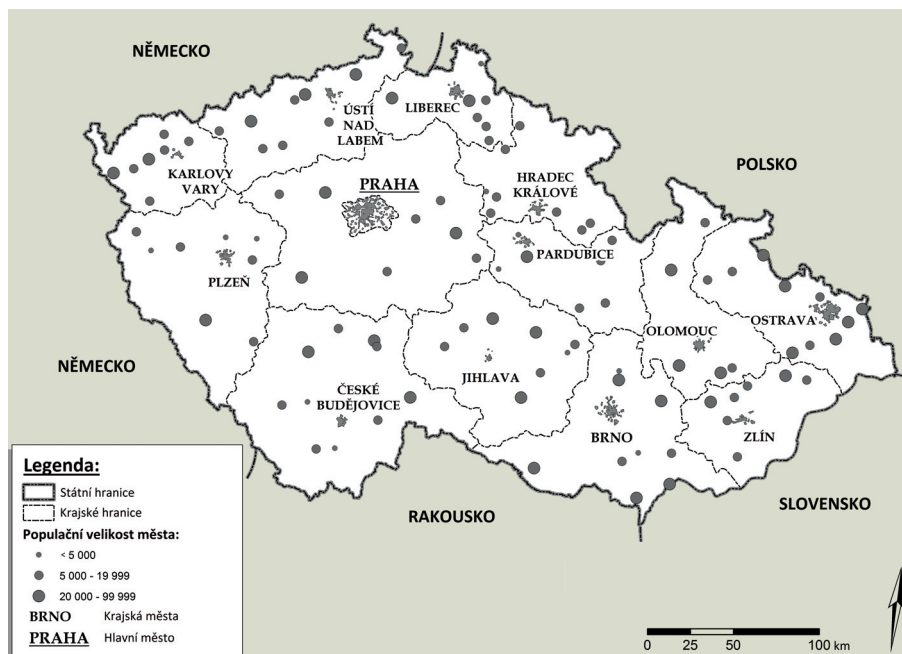 NĚMECKO
POLSKO
ÚSTÍ
NAD
LABEM
LIBEREC
KARLOVY
VARY
HRADEC
KRÁLOVÉ
PRAHA
PARDUBICE
PLZEŇ
OSTRAVA
OLOMOUC
NĚMECKO
JIHLAVA
ČESKÉ
BUDĚJOVICE
BRNO
ZLÍN
SLOVENSKO
RAKOUSKO
Legenda:
Státní hranice
Krajské hranice
Populační velikost města:
< 5 000
5 000 - 19 999
20 000 - 99 999
BRNO Krajská města
PRAHA Hlavní město
0 25 50 100 km